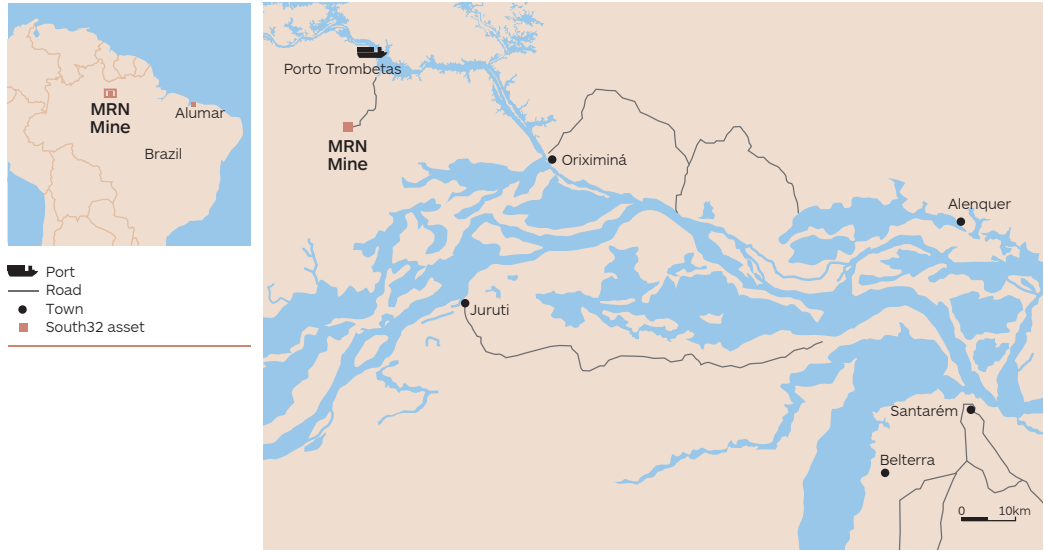 MRN
Mine
Alumar
Brazil
Port
Road
Town
South32 asset
Porto Trombetas
MRN
Mine
Oriximiná
Alenquer
Juruti
Santarém
Belterra
0 10km